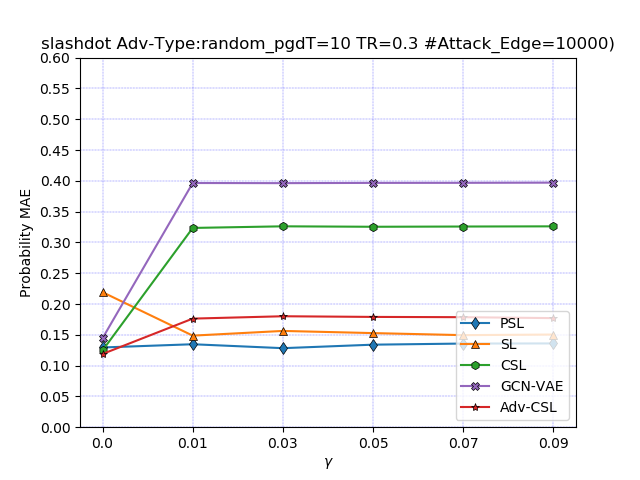 slashdot Adv-Type:random_pgdT=10 TR=0.3 #Attack_Edge=10000)
Probability MAE
0.60
0.55
0.50
0.45
0.40
0.35
0.30
0.25
0.20
0.15
0.10
0.05
0.00
PSL
SL
CSL
GCN-VAE
Adv-CSL
0.0 0.01 0.03 0.05 0.07 0.09
γ